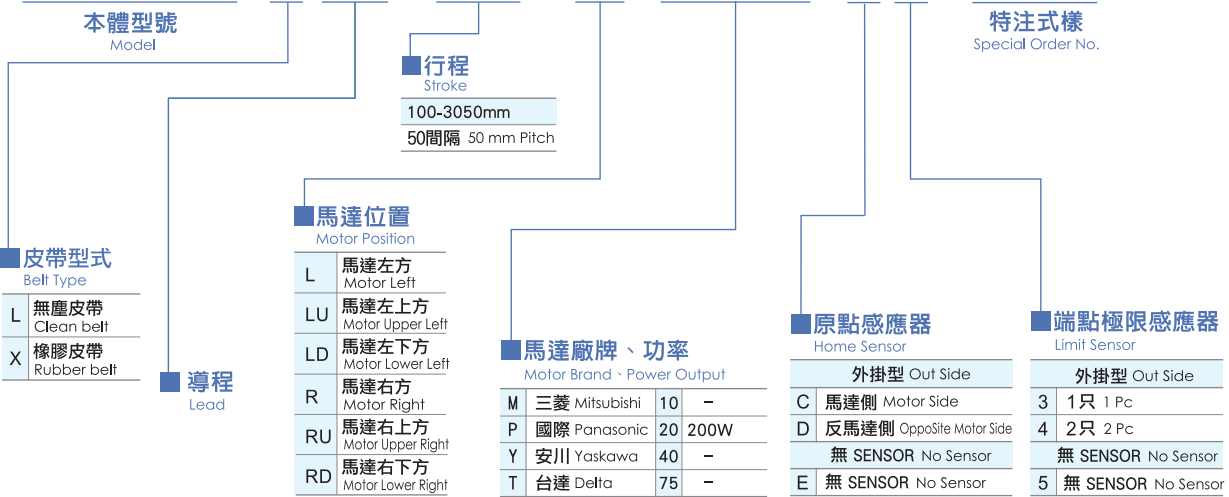 本體型號
Model
特注式樣
Special Order No.
行程
Stroke
100-3050mm
50間隔 50 mm Pitch
皮帶型式
Belt Type
L 無塵皮帶
Clean belt
X 橡膠皮帶
Rubber belt
導程
Lead
馬達位置
Motor Position
L 馬達左方
Motor Left
LU 馬達左上方
Motor Upper Left
LD 馬達左下方
Motor Lower Left
R 馬達右方
Motor Right
RU 馬達右上方
Motor Upper Right
RD 馬達右下方
Motor Lower Right
馬達廠牌、功率
Motor Brand、Power Output
M 三菱 Mitsubishi 10 －
P 國際 Panasonic 20 200W
Y 安川 Yaskawa 40 －
T 台達 Delta 75 －
原點感應器
Home Sensor
外掛型 Out Side
C 馬達側 Motor Side
D 反馬達側 OppoSite Motor Side
無 SENSOR No Sensor
E 無 SENSOR No Sensor
端點極限感應器
Limit Sensor
外掛型 Out Side
3 1只 1 Pc
4 2只 2 Pc
無 SENSOR No Sensor
5 無 SENSOR No Sensor